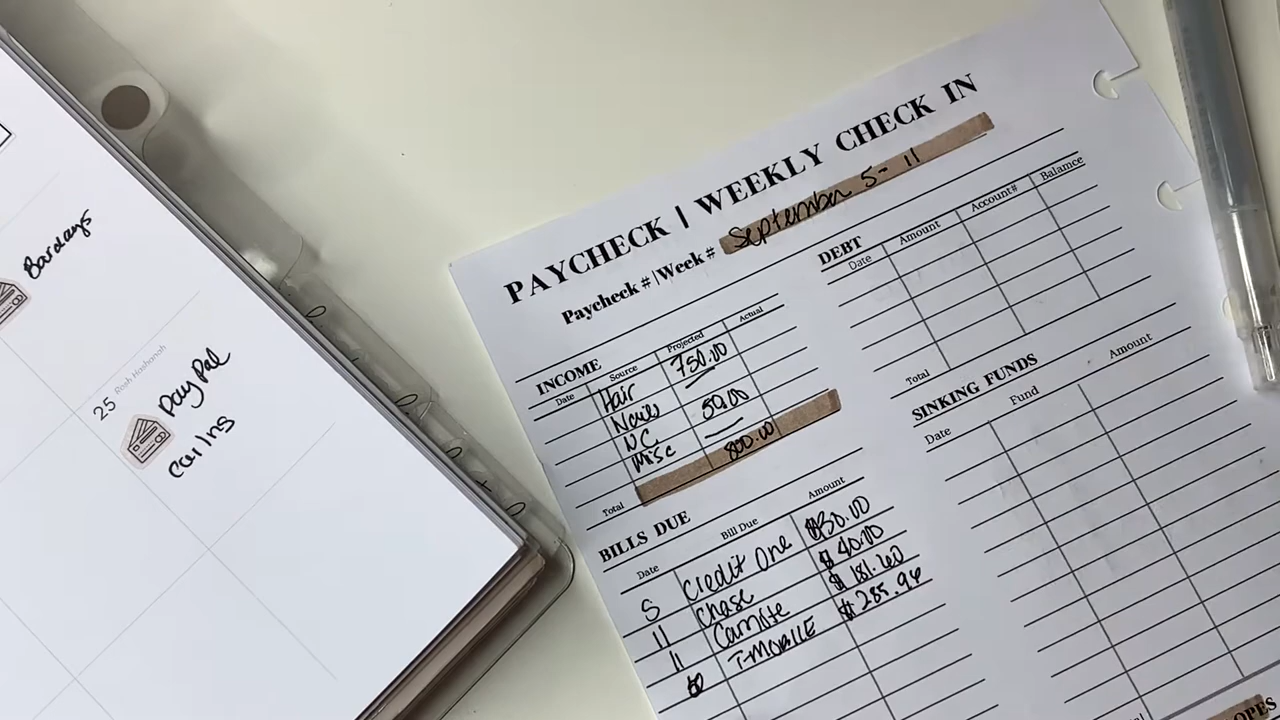 Barclays
25 Rosh Hashanah
PayPal
Car Ins
PAYCHECK | WEEKLY CHECK IN
Paycheck #|Week # September 5-11
INCOME
Date Source Projected Actual
Hair 750.00
Nails
NC 50.00
Misc
Total 800.00
BILLS DUE
Date Bill Due Amount
5 Credit One $30.00
11 Chase $40.00
11 CarNote $181.60
T-MOBILE $285.94
DEBT
Date Amount Account# Balance
Total
SINKING FUNDS
Date Fund Amount